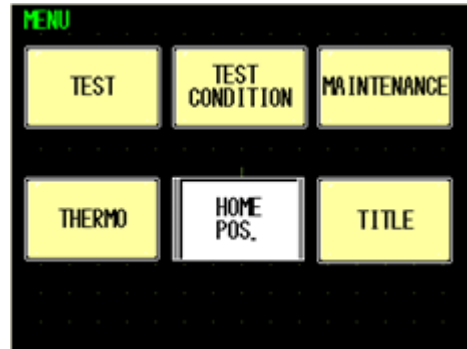 MENU
TEST
TEST
CONDITION
MAINTENANCE
THERMO
HOME
POS.
TITLE